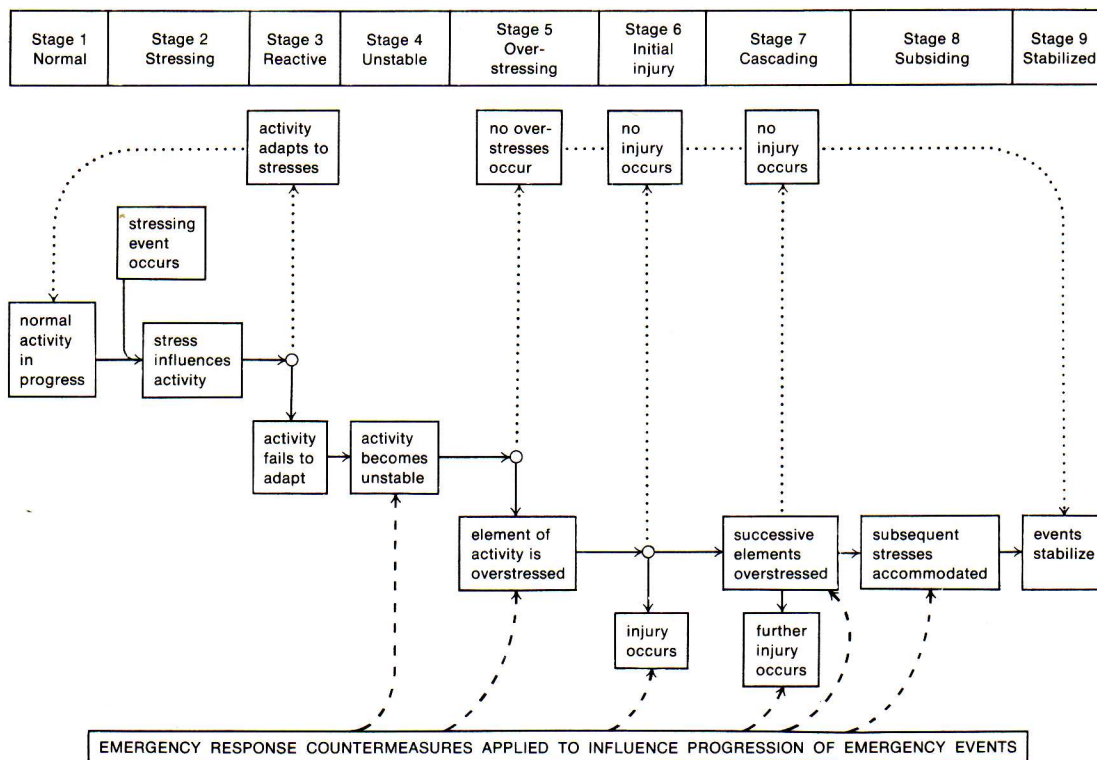 Stage 1
Normal
Stage 2
Stressing
Stage 3
Reactive
Stage 4
Unstable
Stage 5
Over-
stressing
Stage 6
Initial
injury
Stage 7
Cascading
Stage 8
Subsiding
Stage 9
Stabilized
activity
adapts to
stresses
no over-
stresses
occur
no
injury
occurs
no
injury
occurs
stressing
event
occurs
normal
activity
in
progress
stress
influences
activity
activity
fails to
adapt
activity
becomes
unstable
element of
activity is
overstressed
successive
elements
overstressed
subsequent
stresses
accommodated
events
stabilize
injury
occurs
further
injury
occurs
EMERGENCY RESPONSE COUNTERMEASURES APPLIED TO INFLUENCE PROGRESSION OF EMERGENCY EVENTS